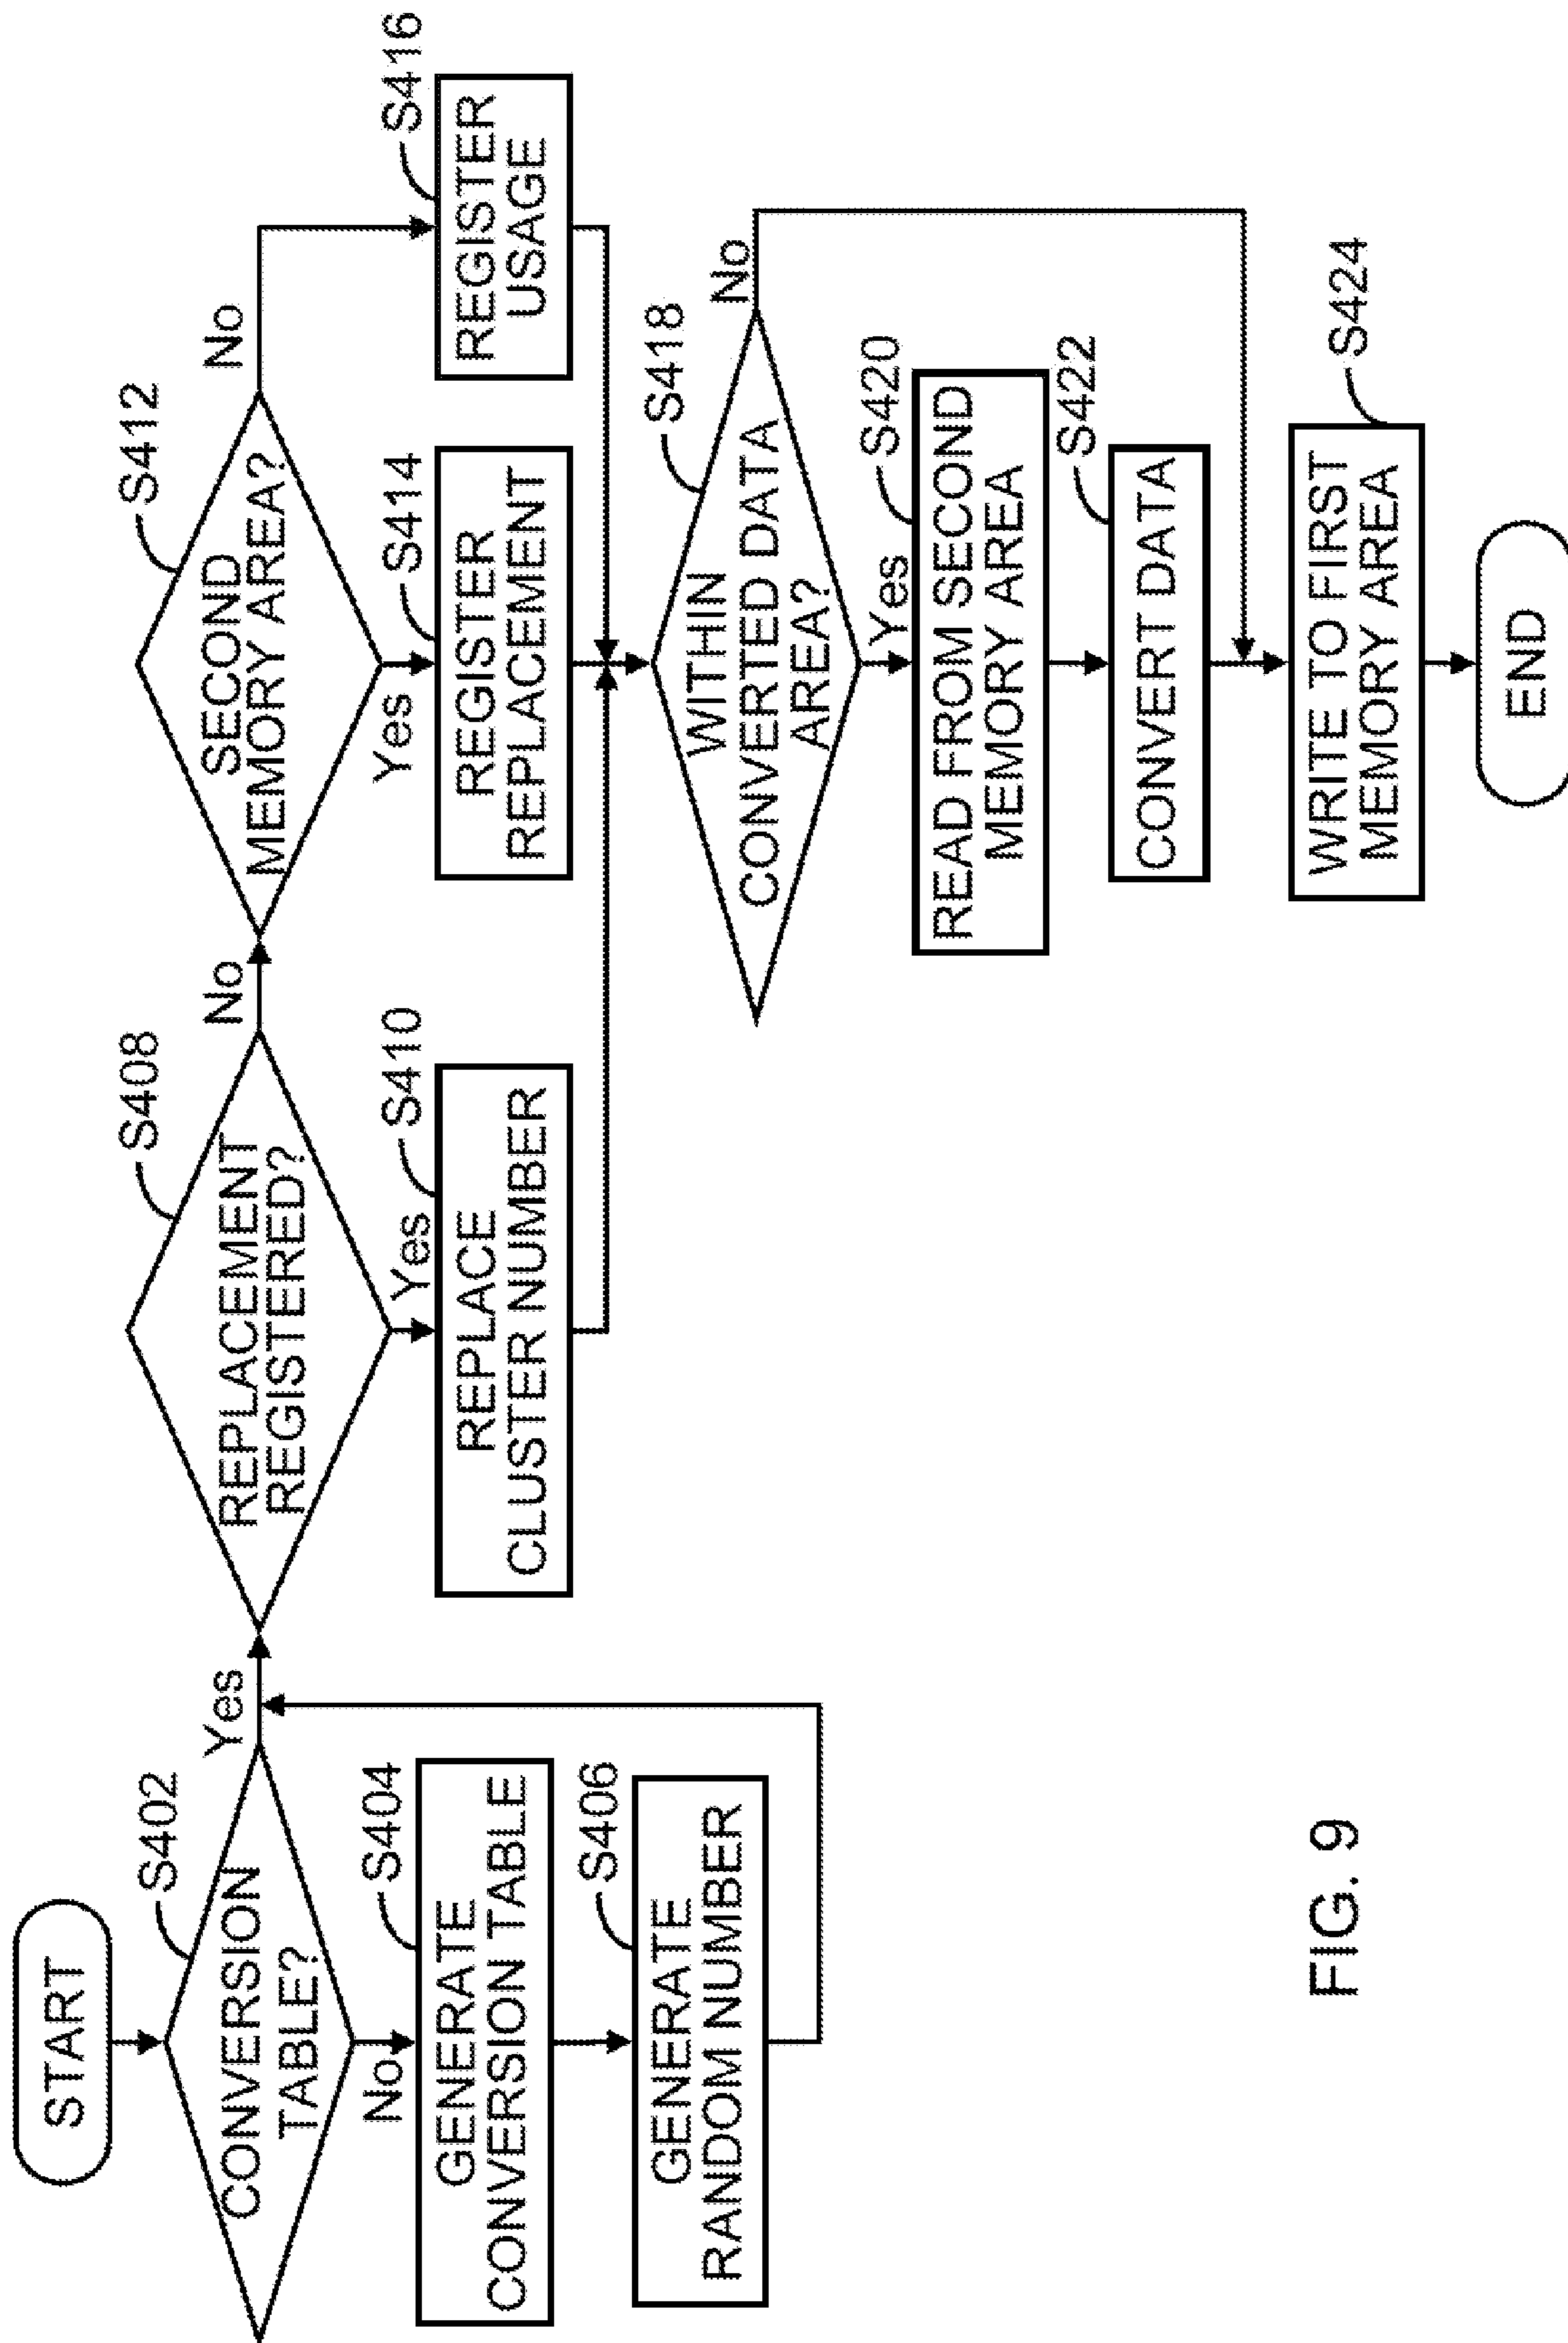 START
S402
CONVERSION
TABLE?
Yes
No
S404
GENERATE
CONVERSION TABLE
S406
GENERATE
RANDOM NUMBER
S408
REPLACEMENT
REGISTERED?
No
Yes
S410
REPLACE
CLUSTER NUMBER
S412
SECOND
MEMORY AREA?
No
Yes
S414
REGISTER
REPLACEMENT
S416
REGISTER
USAGE
S418
WITHIN
CONVERTED DATA
AREA?
No
Yes
S420
READ FROM SECOND
MEMORY AREA
S422
CONVERT DATA
S424
WRITE TO FIRST
MEMORY AREA
END
FIG. 9